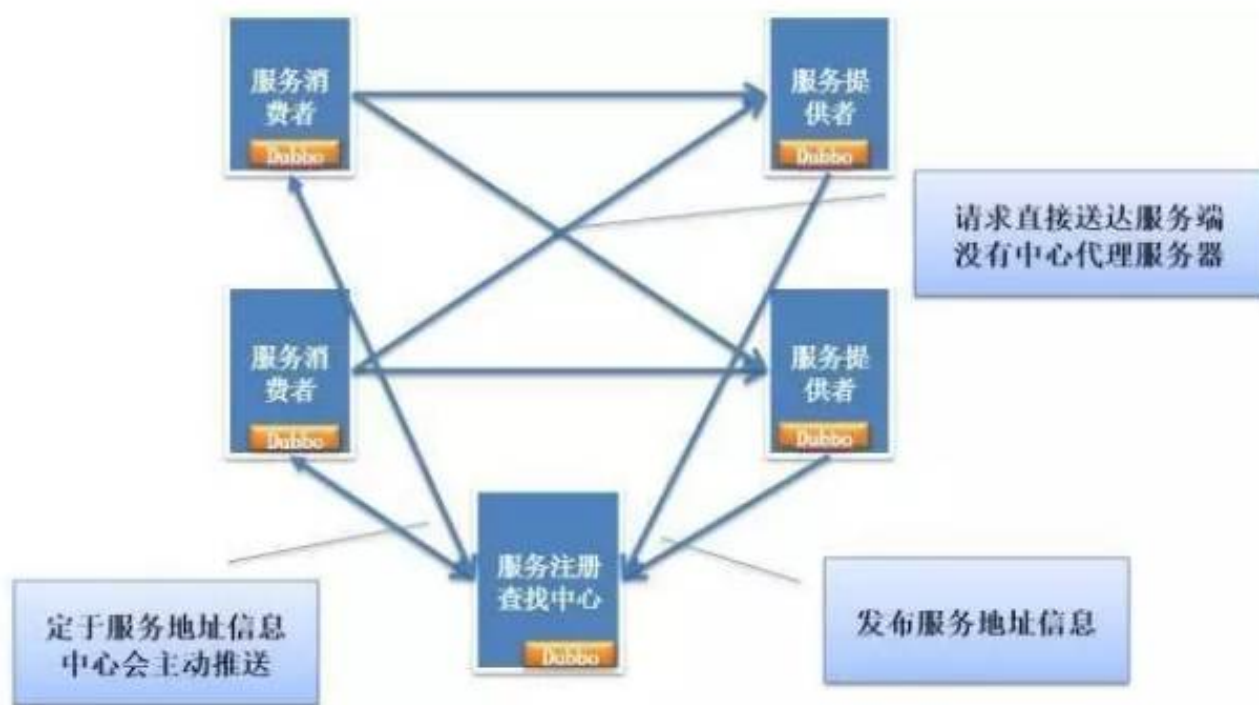 服务消
费者
Dubbo
服务提
供者
Dubbo
请求直接送达服务端
没有中心代理服务器
服务消
费者
Dubbo
服务提
供者
Dubbo
服务注册
查找中心
Dubbo
定于服务地址信息
中心会主动推送
发布服务地址信息